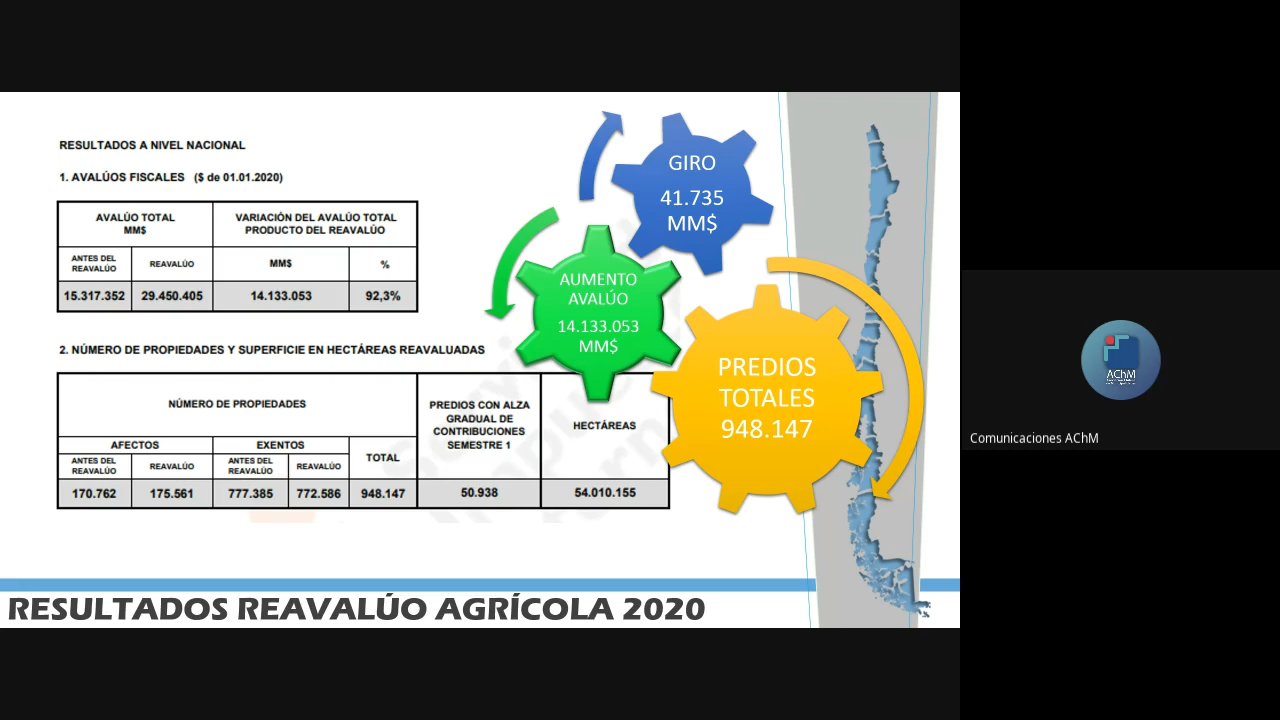 RESULTADOS A NIVEL NACIONAL
1. AVALÚOS FISCALES ($ de 01.01.2020)
AVALÚO TOTAL
MM$
VARIACIÓN DEL AVALÚO TOTAL
PRODUCTO DEL REAVALÚO
ANTES DEL
REAVALÚO
REAVALÚO
MM$
%
15.317.352
29.450.405
14.133.053
92,3%
2. NÚMERO DE PROPIEDADES Y SUPERFICIE EN HECTÁREAS REAVALUADAS
NÚMERO DE PROPIEDADES
PREDIOS CON ALZA
GRADUAL DE
CONTRIBUCIONES
SEMESTRE 1
HECTÁREAS
AFECTOS
EXENTOS
TOTAL
ANTES DEL
REAVALÚO
REAVALÚO
ANTES DEL
REAVALÚO
REAVALÚO
170.762
175.561
777.385
772.586
948.147
50.938
54.010.155
GIRO
41.735
MM$
AUMENTO
AVALÚO
14.133.053
MM$
PREDIOS
TOTALES
948.147
RESULTADOS REAVALÚO AGRÍCOLA 2020
AChM
Comunicaciones AChM